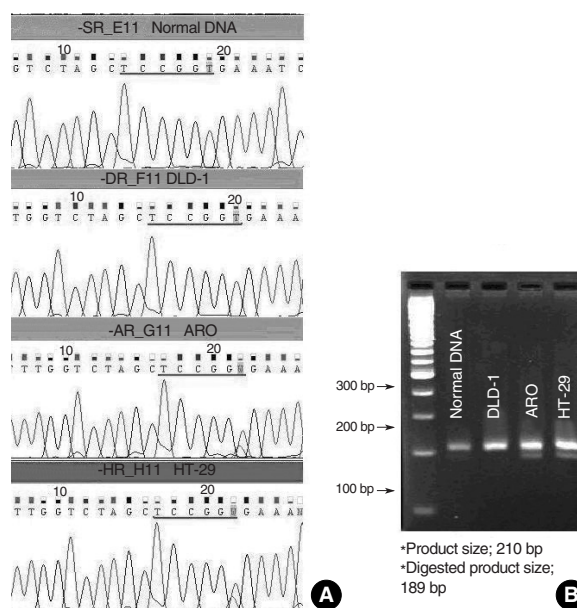 -SR_E11 Normal DNA
10 20
G T C T A G C T C C G G T G A A A T C
-DR_F11 DLD-1
10 20
T G G T C T A G C T C C G G T G A A A
-AR_G11 ARO
10 20
T T G G T C T A G C T C C G G W G A A A
-HR_H11 HT-29
10 20
T T G G T C T A G C T C C G G W G A A A N
A
Normal DNA
DLD-1
ARO
HT-29
300 bp
200 bp
100 bp
*Product size; 210 bp
*Digested product size;
189 bp
B